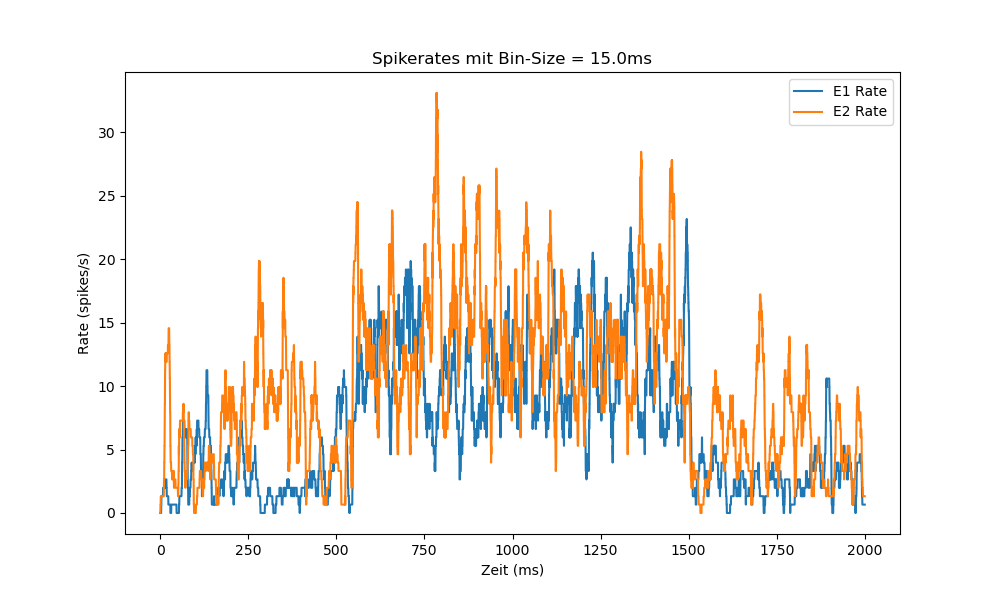 Spikerates mit Bin-Size = 15.0ms
E1 Rate
E2 Rate
Rate (spikes/s)
30
25
20
15
10
5
0
0 250 500 750 1000 1250 1500 1750 2000
Zeit (ms)